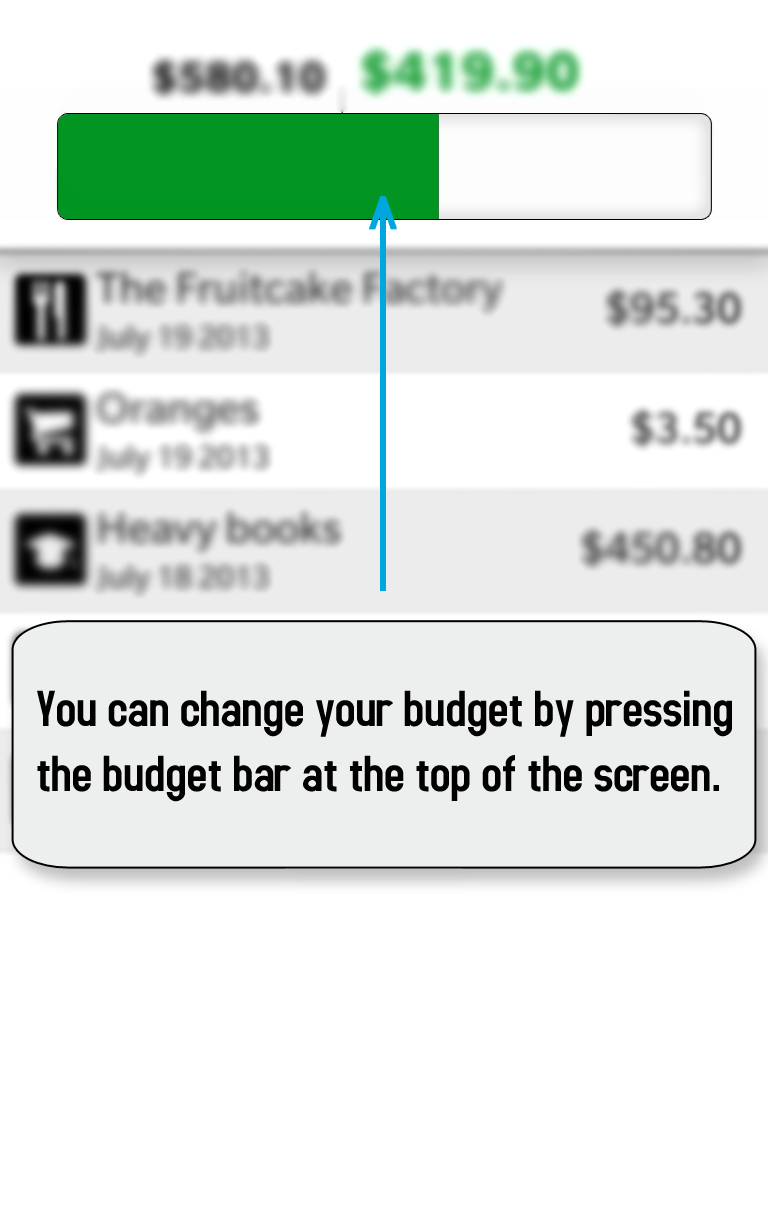 $580.10 $419.90
The Fruitcake Factory $95.30
July 19 2013
Oranges $3.50
July 19 2013
Heavy books $450.80
July 18 2013
You can change your budget by pressing
the budget bar at the top of the screen.